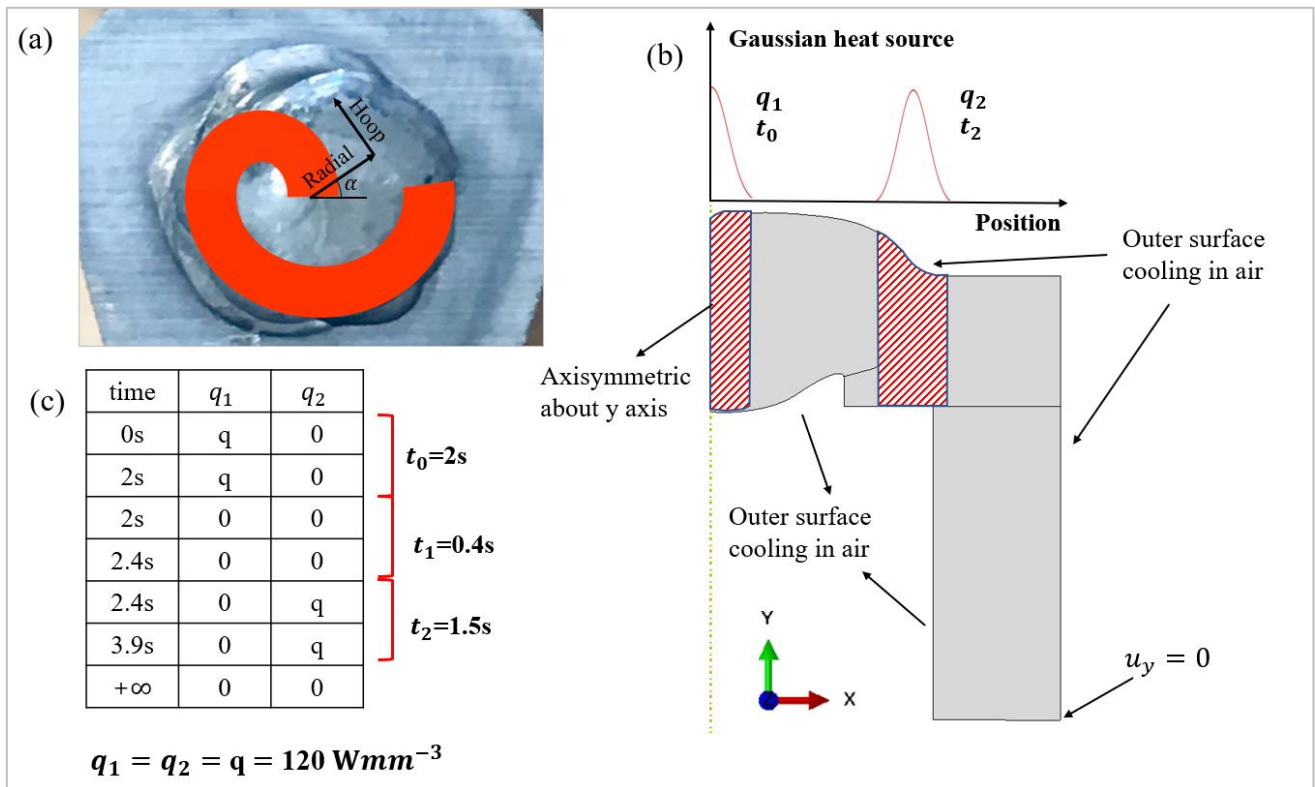 (a)
Hoop
Radial
α
(b)
Gaussian heat source
q₁
t₀
q₂
t₂
Position
Outer surface
cooling in air
Axisymmetric
about y axis
Outer surface
cooling in air
Y
Z
X
u_y = 0
(c)
time q₁ q₂
0s q 0
2s q 0
2s 0 0
2.4s 0 0
2.4s 0 q
3.9s 0 q
+∞ 0 0
t₀=2s
t₁=0.4s
t₂=1.5s
q₁ = q₂ = q = 120 Wmm⁻³